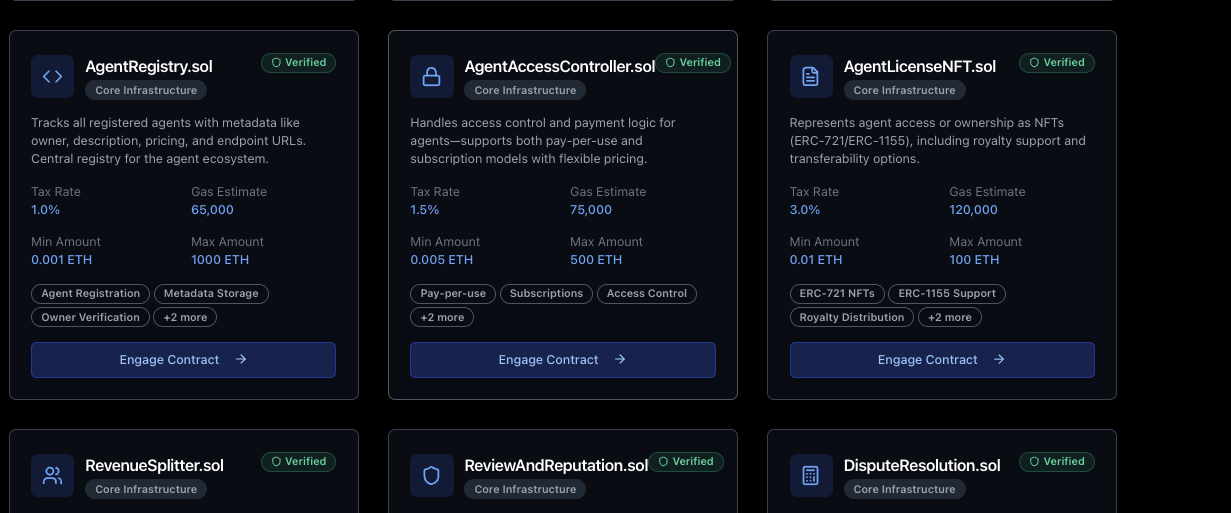 AgentRegistry.sol
Verified
Core Infrastructure
Tracks all registered agents with metadata like
owner, description, pricing, and endpoint URLs.
Central registry for the agent ecosystem.
Tax Rate
Gas Estimate
1.0%
65,000
Min Amount
Max Amount
0.001 ETH
1000 ETH
Agent Registration
Metadata Storage
Owner Verification
+2 more
Engage Contract →
AgentAccessController.sol
Verified
Core Infrastructure
Handles access control and payment logic for
agents—supports both pay-per-use and
subscription models with flexible pricing.
Tax Rate
Gas Estimate
1.5%
75,000
Min Amount
Max Amount
0.005 ETH
500 ETH
Pay-per-use
Subscriptions
Access Control
+2 more
Engage Contract →
AgentLicenseNFT.sol
Verified
Core Infrastructure
Represents agent access or ownership as NFTs
(ERC-721/ERC-1155), including royalty support and
transferability options.
Tax Rate
Gas Estimate
3.0%
120,000
Min Amount
Max Amount
0.01 ETH
100 ETH
ERC-721 NFTs
ERC-1155 Support
Royalty Distribution
+2 more
Engage Contract →
RevenueSplitter.sol
Verified
Core Infrastructure
ReviewAndReputation.sol
Verified
Core Infrastructure
DisputeResolution.sol
Verified
Core Infrastructure